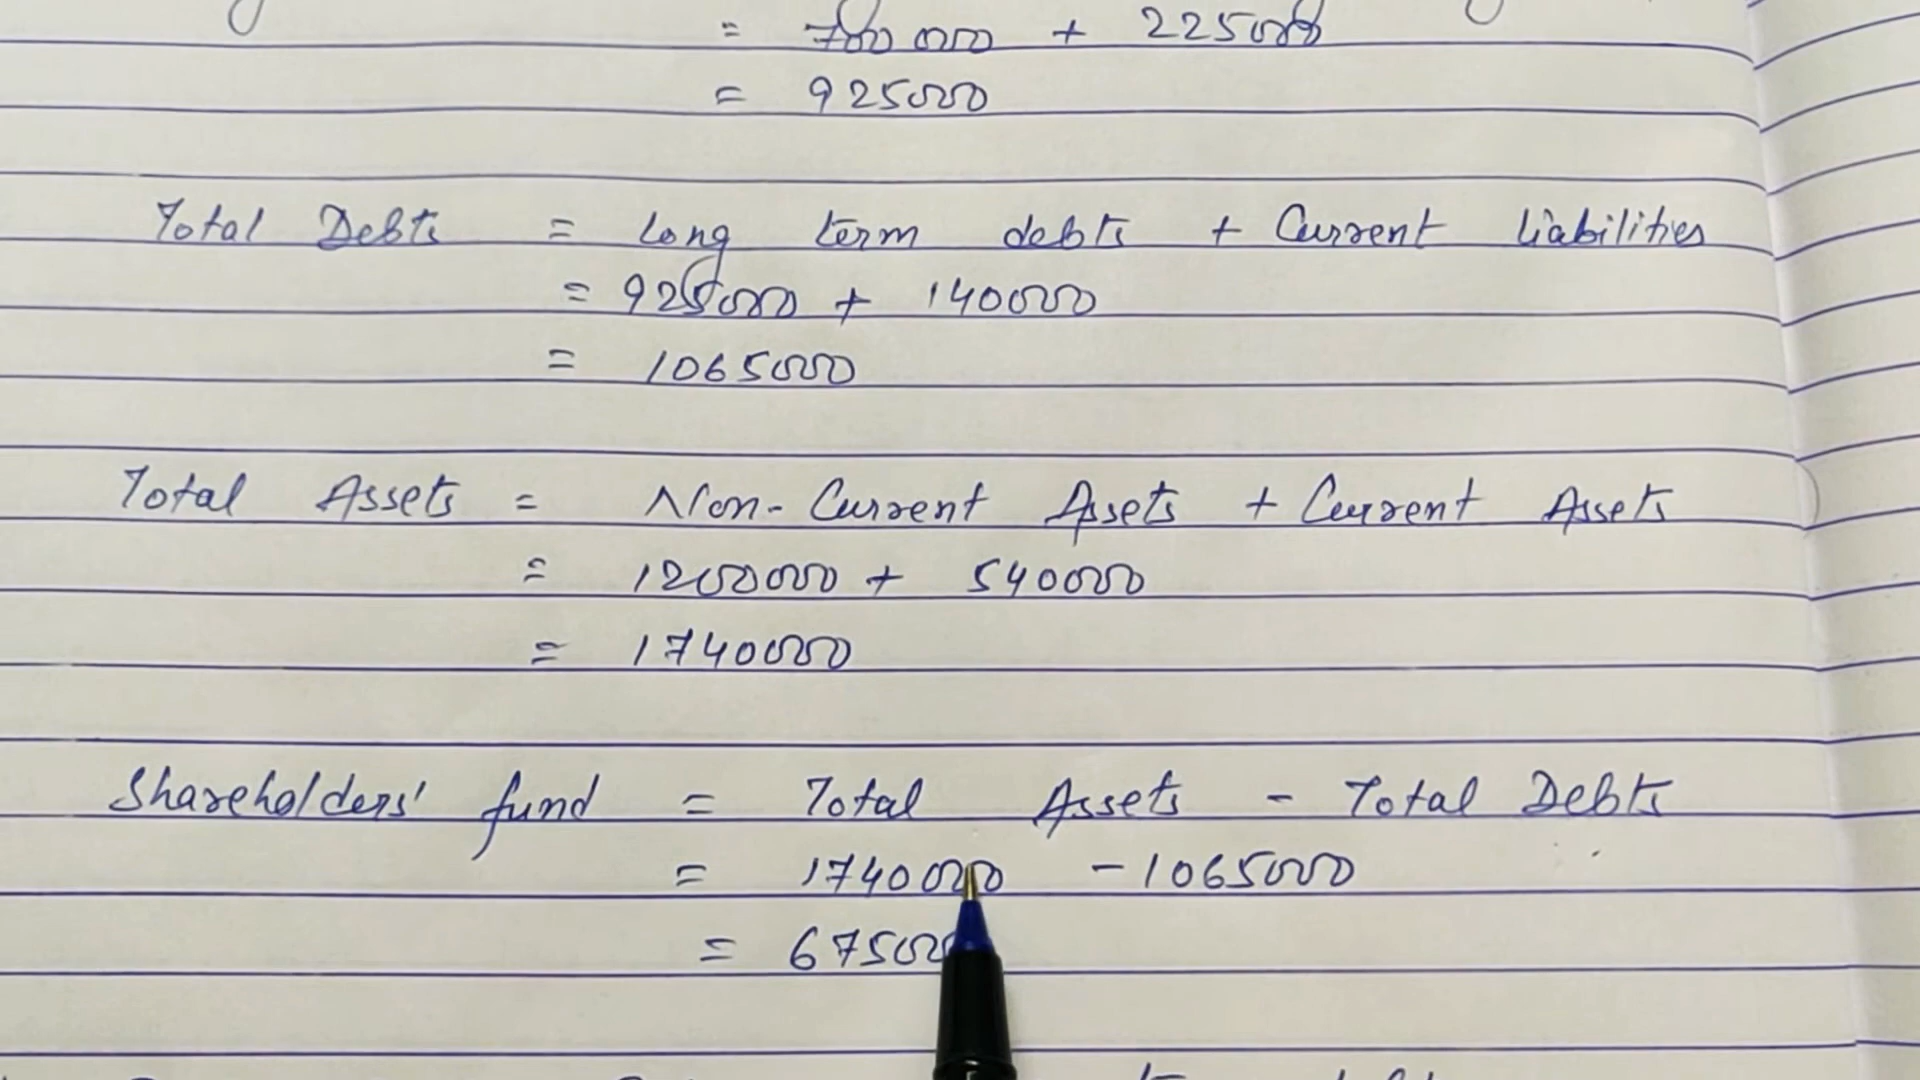 = 700000 + 225000
= 925000
Total Debts = Long term debts + Current liabilities
= 925000 + 140000
= 1065000
Total Assets = Non-Current Assets + Current Assets
= 1200000 + 540000
= 1740000
Shareholders' fund = Total Assets - Total Debts
= 1740000 - 1065000
= 67500